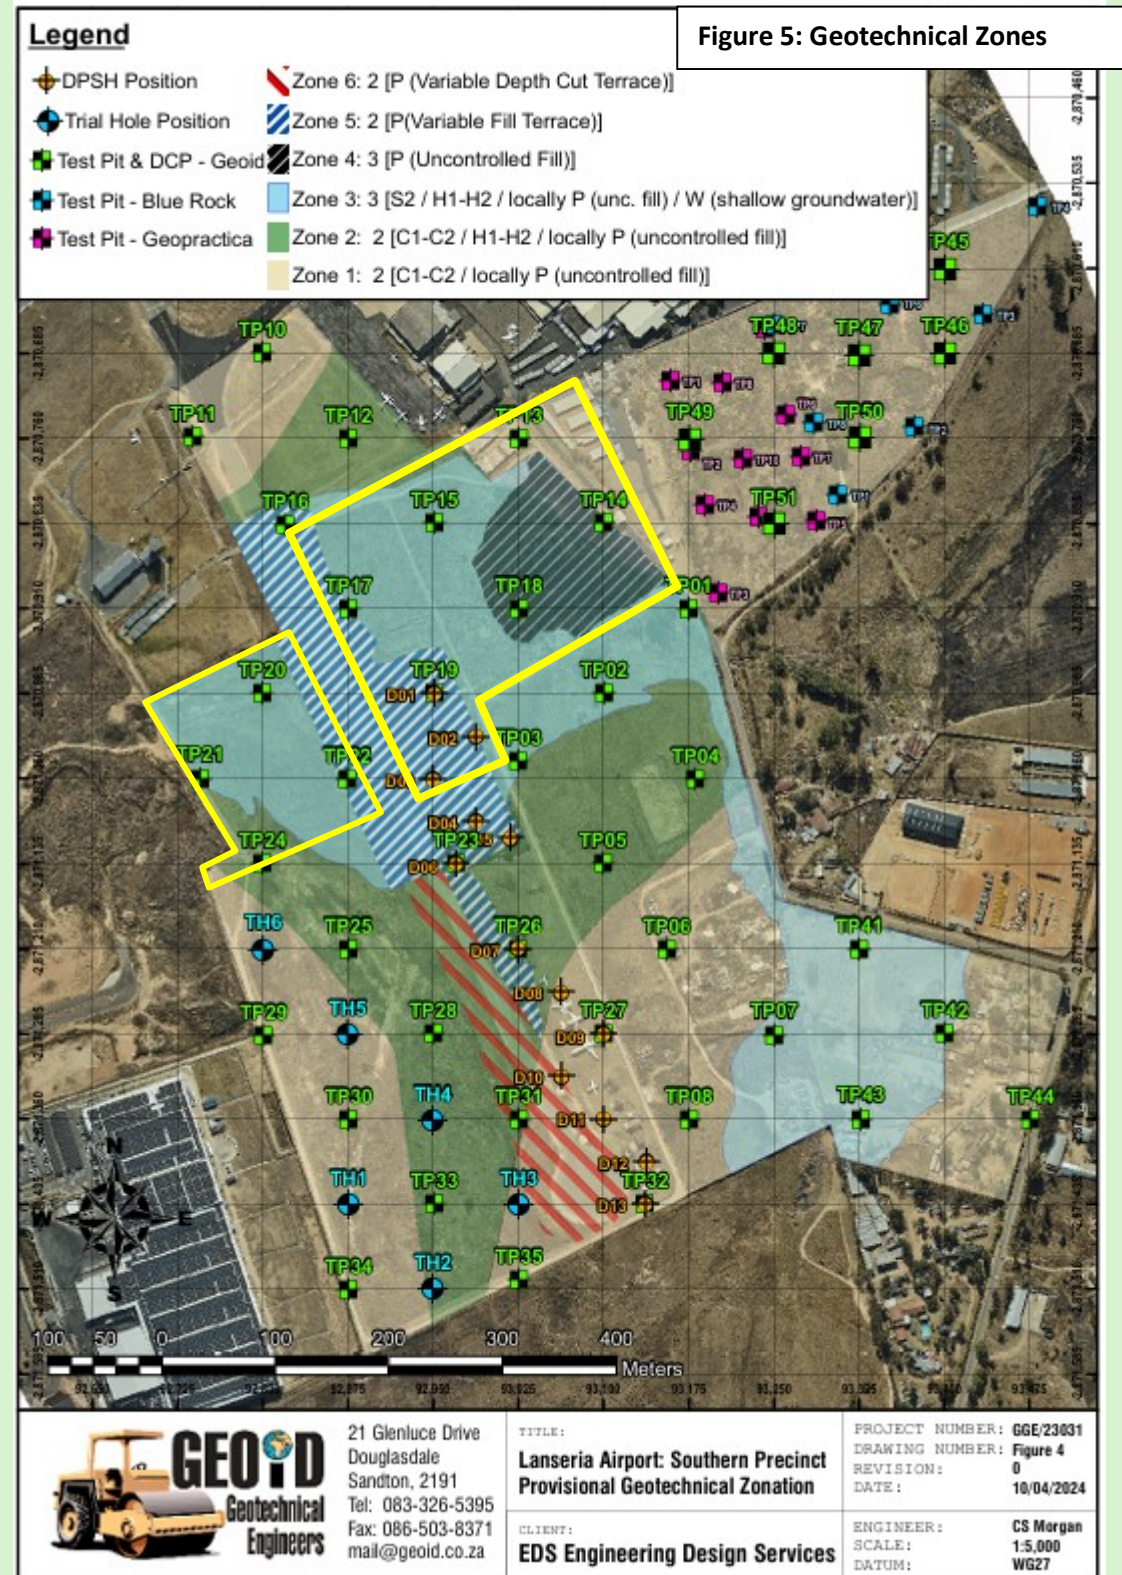 Figure 5: Geotechnical Zones
Legend
DPSH Position
Trial Hole Position
Test Pit & DCP - Geoid
Test Pit - Blue Rock
Test Pit - Geopractica
Zone 6: 2 [P (Variable Depth Cut Terrace)]
Zone 5: 2 [P(Variable Fill Terrace)]
Zone 4: 3 [P (Uncontrolled Fill)]
Zone 3: 3 [S2 / H1-H2 / locally P (unc. fill) / W (shallow groundwater)]
Zone 2: 2 [C1-C2 / H1-H2 / locally P (uncontrolled fill)]
Zone 1: 2 [C1-C2 / locally P (uncontrolled fill)]
TP45
TP10
TP48
TP47
TP46
TP11
TP12
TP13
TP49
TP50
TP16
TP15
TP14
TP51
TP17
TP18
TP01
TP20
TP19
TP02
D01
TP21
TP22
D02
TP03
TP04
TP24
D04
TP23
TP05
D06
TH6
TP25
TP26
TP06
TP41
D07
D08
TP29
TH5
TP28
TP27
TP07
TP42
D09
D10
TP30
TH4
TP31
TP08
TP43
TP44
D11
D12
TH1
TP33
TH3
TP32
D13
TP34
TH2
TP35
N
W E
S
100 50 0 100 200 300 400
Meters
GEOID
Geotechnical
Engineers
21 Glenluce Drive
Douglasdale
Sandton, 2191
Tel: 083-326-5395
Fax: 086-503-8371
mail@geoid.co.za
TITLE:
Lanseria Airport: Southern Precinct
Provisional Geotechnical Zonation
CLIENT:
EDS Engineering Design Services
PROJECT NUMBER: GGE/23031
DRAWING NUMBER: Figure 4
REVISION: 0
DATE: 10/04/2024
ENGINEER: CS Morgan
SCALE: 1:5,000
DATUM: WG27